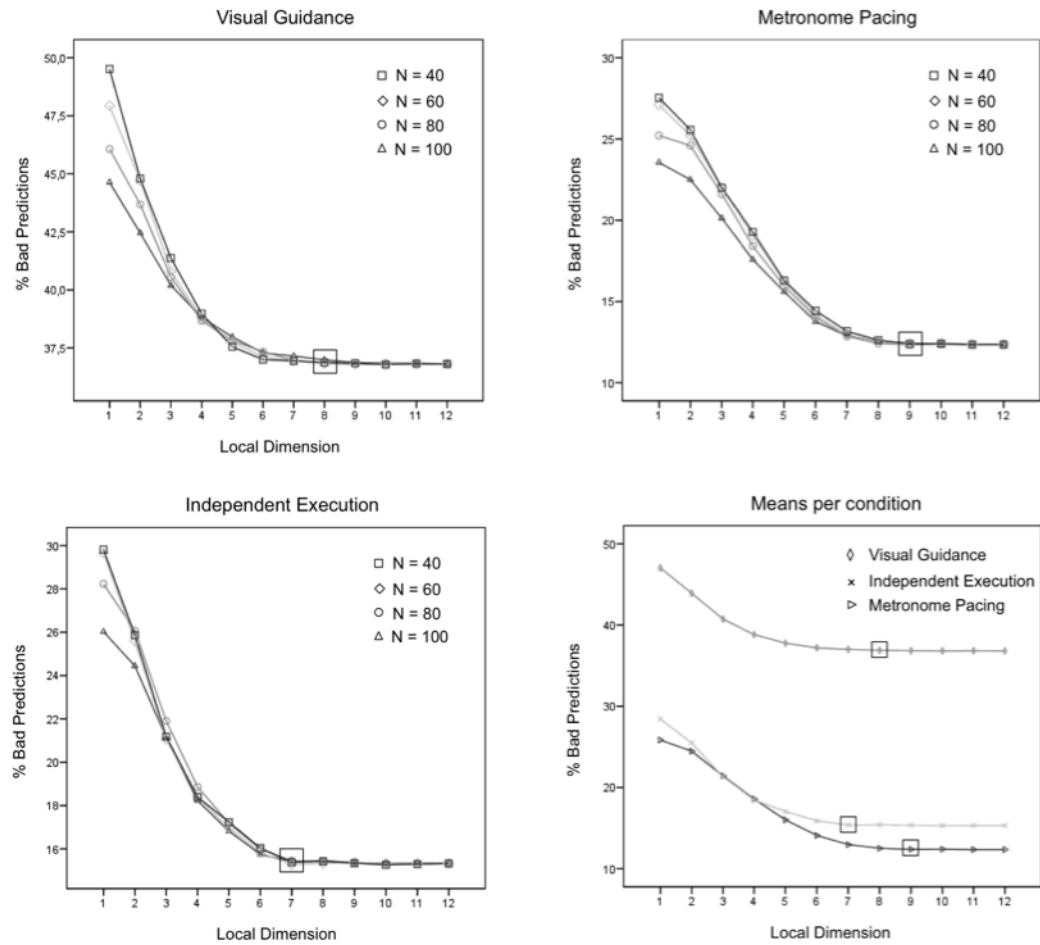 Visual Guidance
50,0
47,5
45,0
42,5
40,0
37,5
% Bad Predictions
N = 40
N = 60
N = 80
N = 100
1 2 3 4 5 6 7 8 9 10 11 12
Local Dimension
Metronome Pacing
30
25
20
15
10
% Bad Predictions
N = 40
N = 60
N = 80
N = 100
1 2 3 4 5 6 7 8 9 10 11 12
Local Dimension
Independent Execution
30
28
26
24
22
20
18
16
% Bad Predictions
N = 40
N = 60
N = 80
N = 100
1 2 3 4 5 6 7 8 9 10 11 12
Local Dimension
Means per condition
50
40
30
20
10
% Bad Predictions
Visual Guidance
Independent Execution
Metronome Pacing
1 2 3 4 5 6 7 8 9 10 11 12
Local Dimension